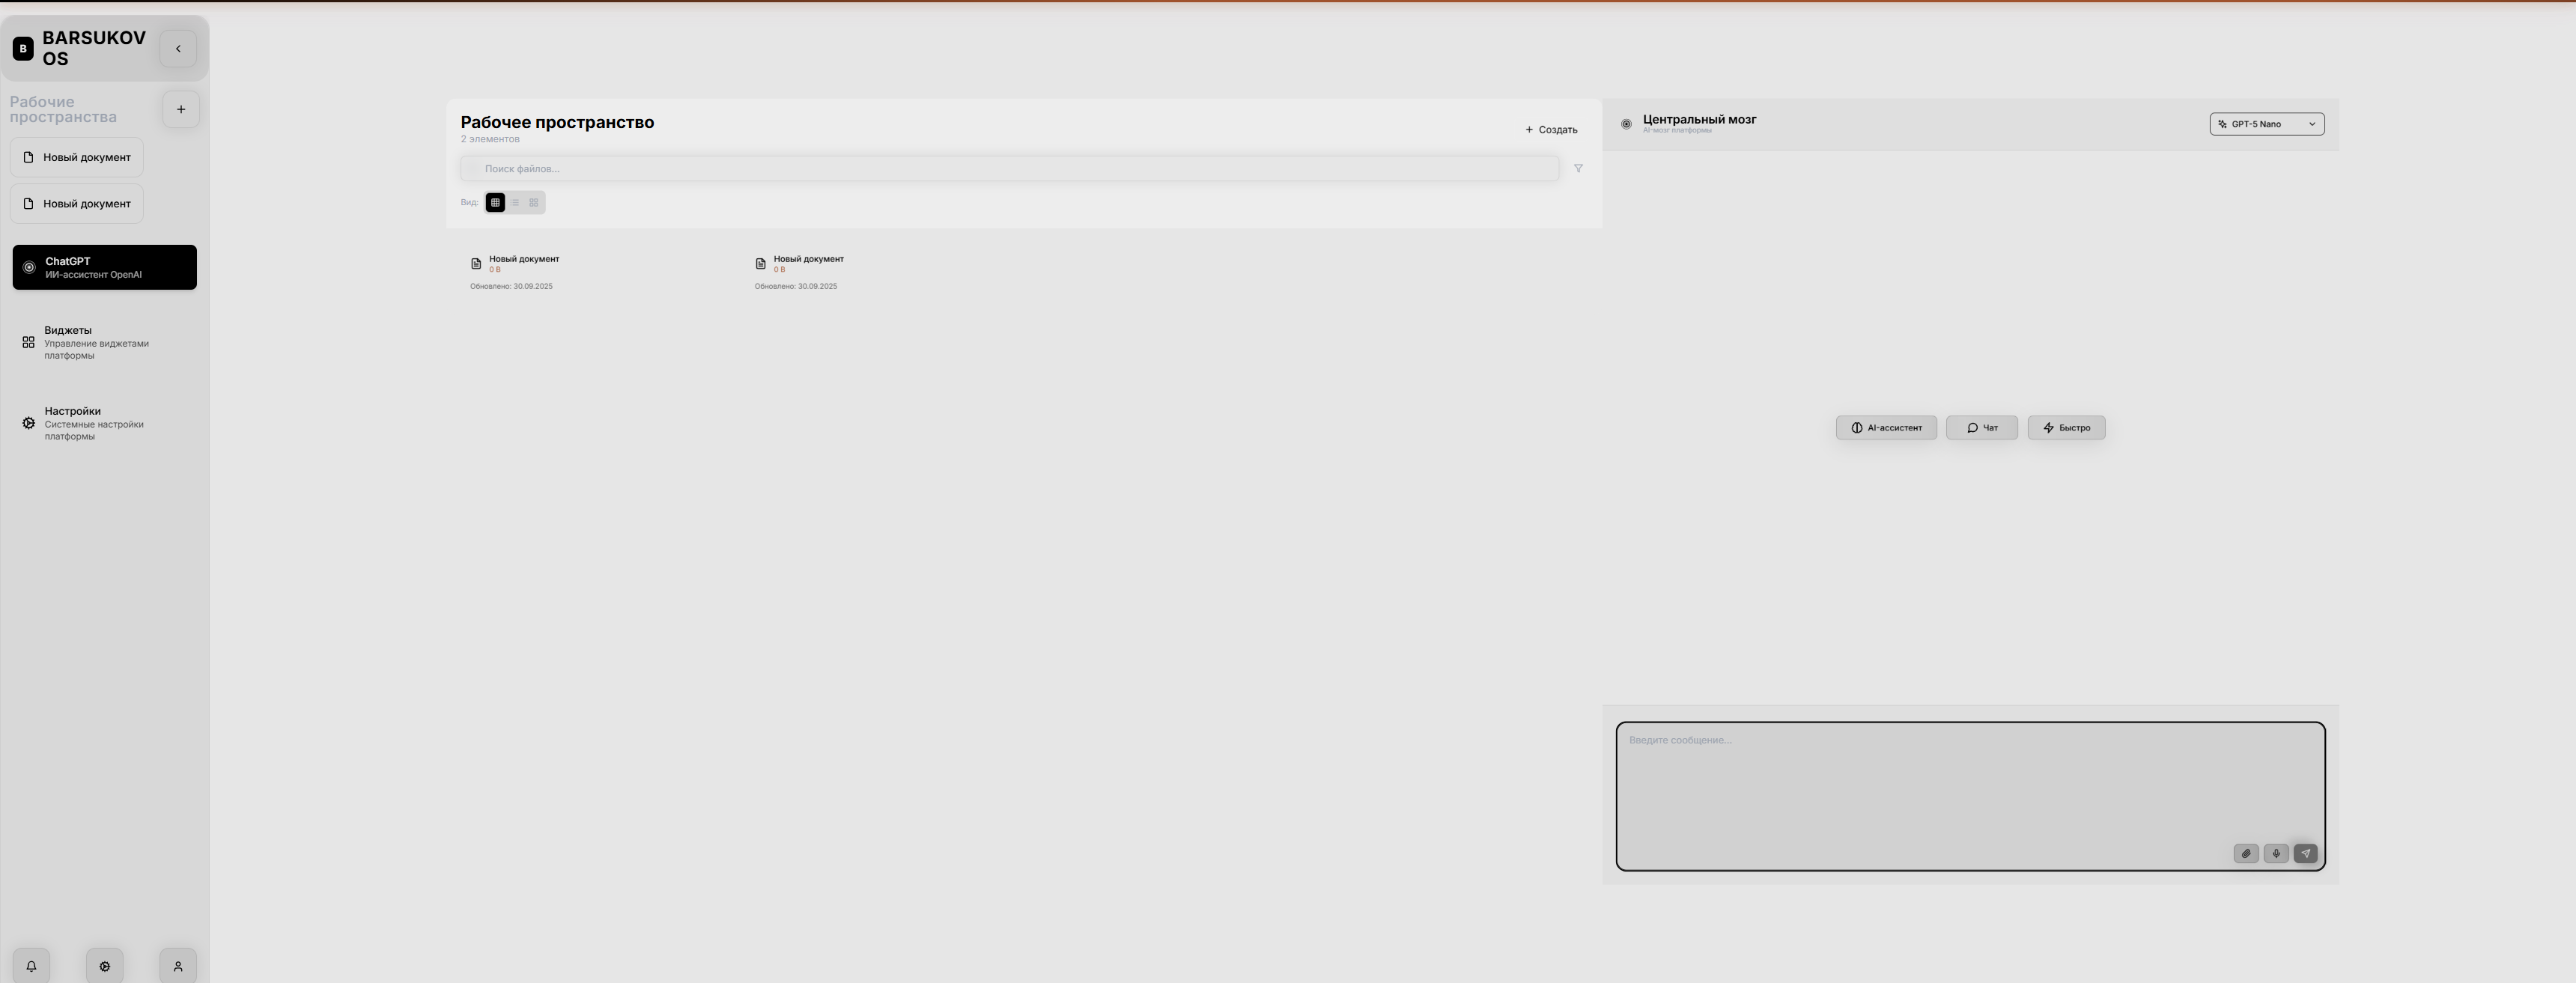 B
BARSUKOV
OS
Рабочие
пространства
Новый документ
Новый документ
ChatGPT
ИИ-ассистент OpenAI
Виджеты
Управление виджетами
платформы
Настройки
Системные настройки
платформы
Рабочее пространство
2 элементов
Создать
Поиск файлов...
Вид:
Новый документ
0 B
Обновлено: 30.09.2025
Новый документ
0 B
Обновлено: 30.09.2025
Центральный мозг
AI-мозг платформы
GPT-5 Nano
AI-ассистент
Чат
Быстро
Введите сообщение...